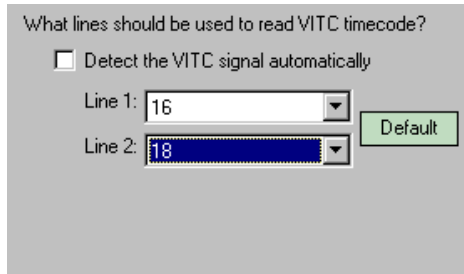 What lines should be used to read VITC timecode?
Detect the VITC signal automatically
Line 1: 16
Default
Line 2: 18